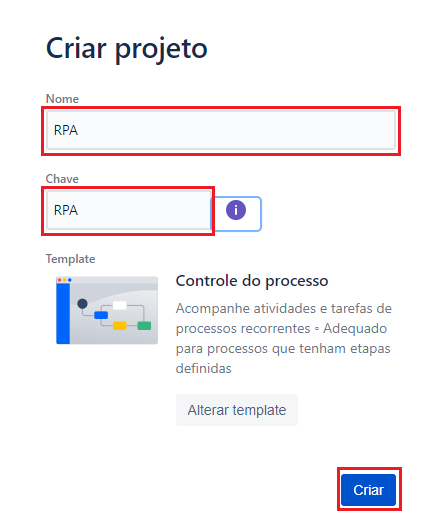 Criar projeto
Nome
RPA
Chave
RPA
i
Template
Controle do processo
Acompanhe atividades e tarefas de
processos recorrentes • Adequado
para processos que tenham etapas
definidas
Alterar template
Criar